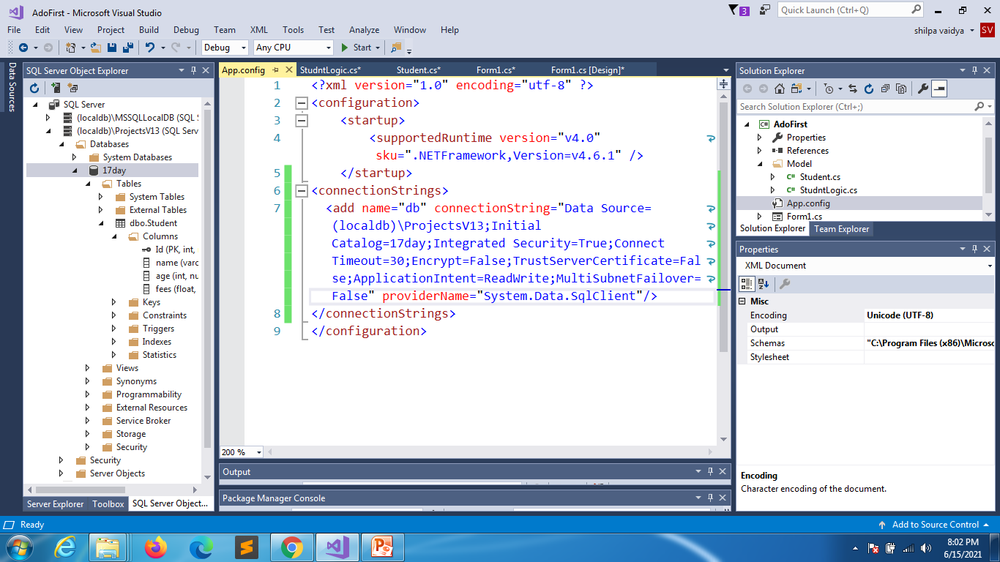 AdoFirst - Microsoft Visual Studio
3
Quick Launch (Ctrl+Q)
File Edit View Project Build Debug Team XML Tools Test Analyze Window Help
shilpa vaidya SV
Debug Any CPU Start
Data Sources
SQL Server Object Explorer
SQL Server
(localdb)\MSSQLLocalDB (SQL
(localdb)\ProjectsV13 (SQL Serv
Databases
System Databases
17day
Tables
System Tables
External Tables
dbo.Student
Columns
Id (PK, int,
name (varc
age (int, nu
fees (float,
Keys
Constraints
Triggers
Indexes
Statistics
Views
Synonyms
Programmability
External Resources
Service Broker
Storage
Security
Security
Server Objects
Server Explorer Toolbox SQL Server Object...
App.config StudntLogic.cs* Student.cs* Form1.cs* Form1.cs [Design]*
1 <?xml version="1.0" encoding="utf-8" ?>
2 <configuration>
3 <startup>
4 <supportedRuntime version="v4.0"
sku=".NETFramework,Version=v4.6.1" />
5 </startup>
6 <connectionStrings>
7 <add name="db" connectionString="Data Source=
(localdb)\ProjectsV13;Initial
Catalog=17day;Integrated Security=True;Connect
Timeout=30;Encrypt=False;TrustServerCertificate=Fal
se;ApplicationIntent=ReadWrite;MultiSubnetFailover=
False" providerName="System.Data.SqlClient"/>
8 </connectionStrings>
9 </configuration>
200 %
Output
Package Manager Console
Solution Explorer
Search Solution Explorer (Ctrl+;)
AdoFirst
Properties
References
Model
Student.cs
StudntLogic.cs
App.config
Form1.cs
Solution Explorer Team Explorer
Properties
XML Document
Misc
Encoding Unicode (UTF-8)
Output
Schemas "C:\Program Files (x86)\Microso
Stylesheet
Encoding
Character encoding of the document.
Ready
Add to Source Control
8:02 PM
6/15/2021